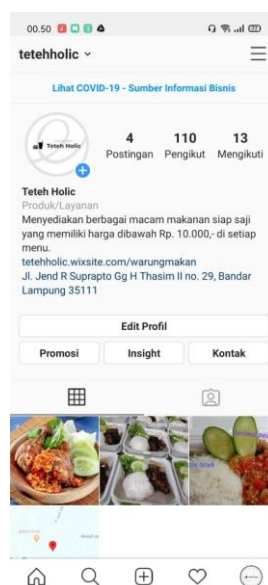 00.50
tetehholic
Lihat COVID-19 - Sumber Informasi Bisnis
Teteh Holic
4 110 13
Postingan Pengikut Mengikuti
Teteh Holic
Produk/Layanan
Menyediakan berbagai macam makanan siap saji
yang memiliki harga dibawah Rp. 10.000,- di setiap
menu.
tetehholic.wixsite.com/warungmakan
Jl. Jend R Suprapto Gg H Thasim II no. 29, Bandar
Lampung 35111
Edit Profil
Promosi Insight Kontak